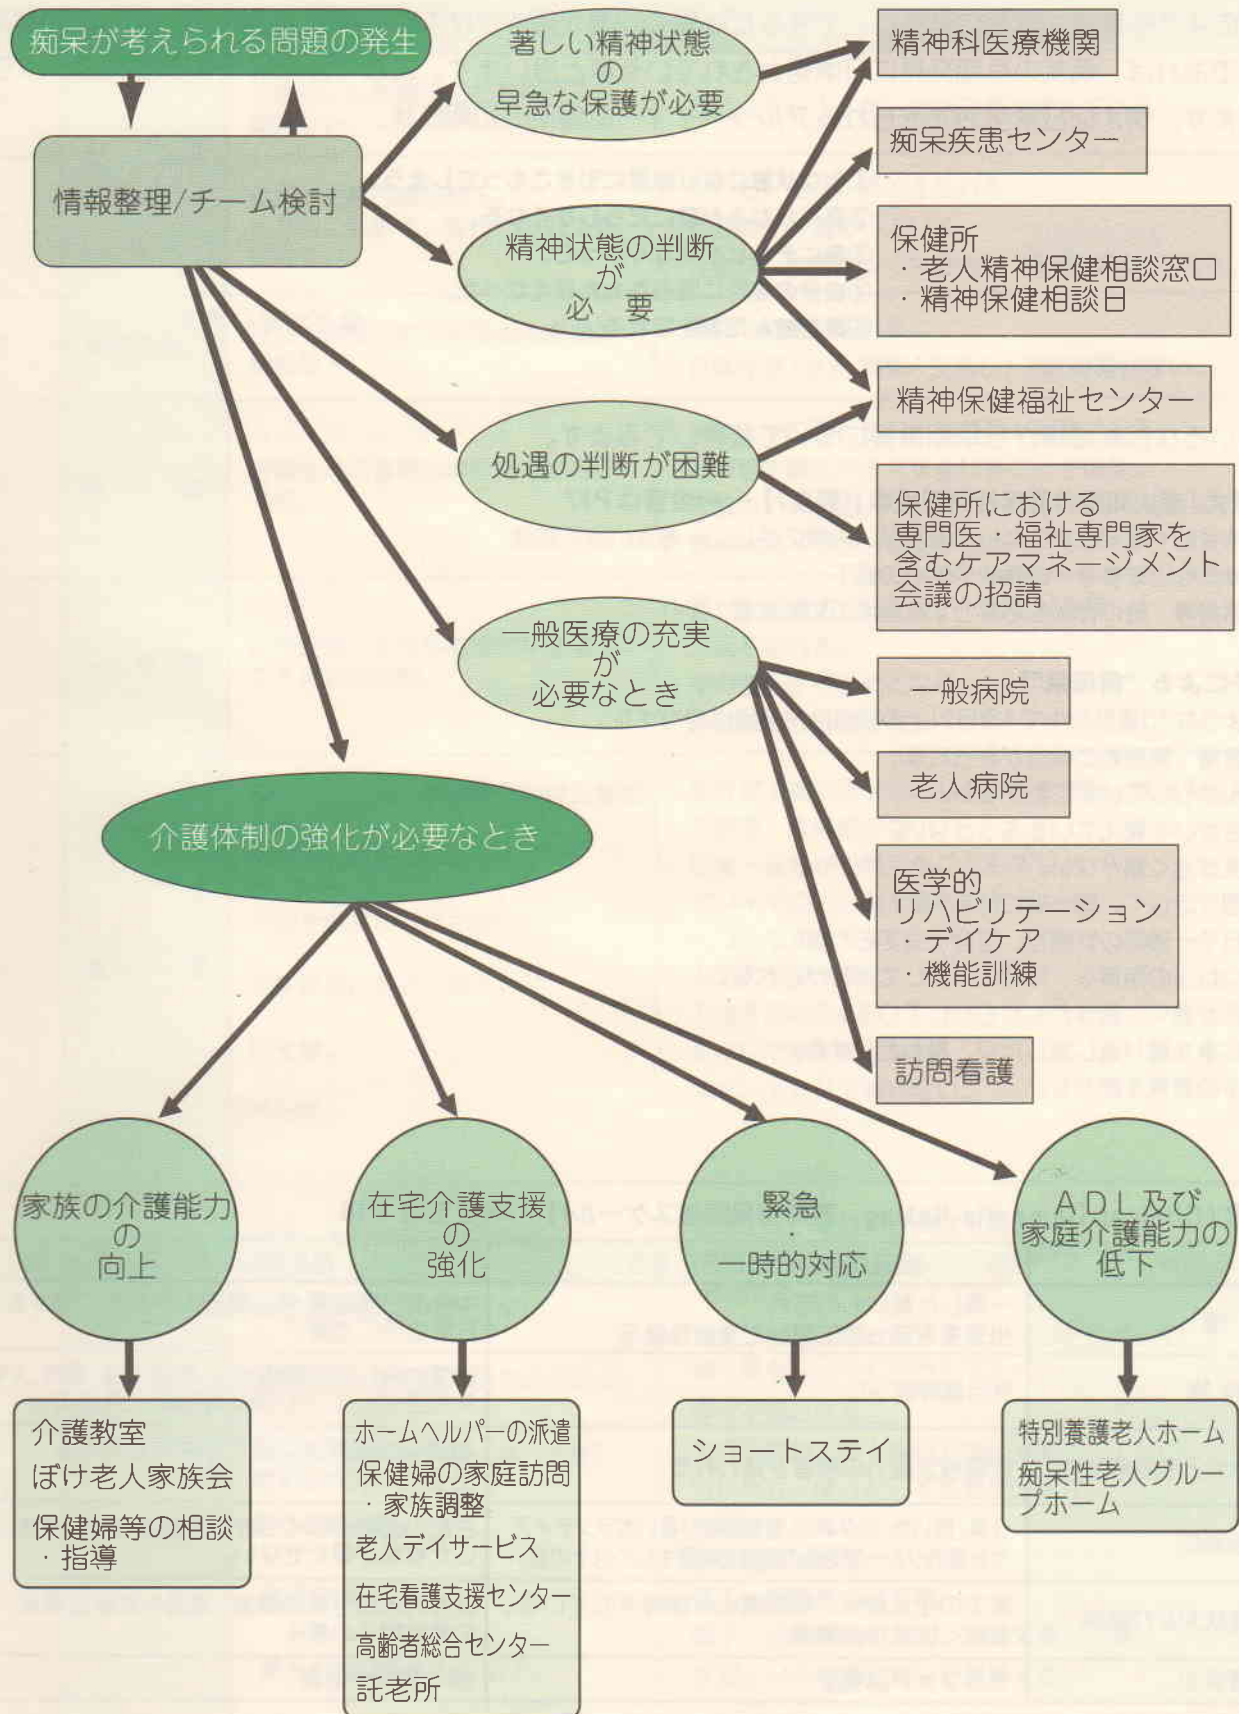 痴呆が考えられる問題の発生
情報整理/チーム検討
著しい精神状態
の
早急な保護が必要
精神状態の判断
が
必 要
処遇の判断が困難
一般医療の充実
が
必要なとき
介護体制の強化が必要なとき
精神科医療機関
痴呆疾患センター
保健所
・老人精神保健相談窓口
・精神保健相談日
精神保健福祉センター
保健所における
専門医・福祉専門家を
含むケアマネージメント
会議の招請
一般病院
老人病院
医学的
リハビリテーション
・デイケア
・機能訓練
訪問看護
家族の介護能力
の
向上
在宅介護支援
の
強化
緊急
・
一時的対応
ADL及び
家庭介護能力の
低下
介護教室
ぼけ老人家族会
保健婦等の相談
・指導
ホームヘルパーの派遣
保健婦の家庭訪問
・家族調整
老人デイサービス
在宅看護支援センター
高齢者総合センター
託老所
ショートステイ
特別養護老人ホーム
痴呆性老人グルー
プホーム